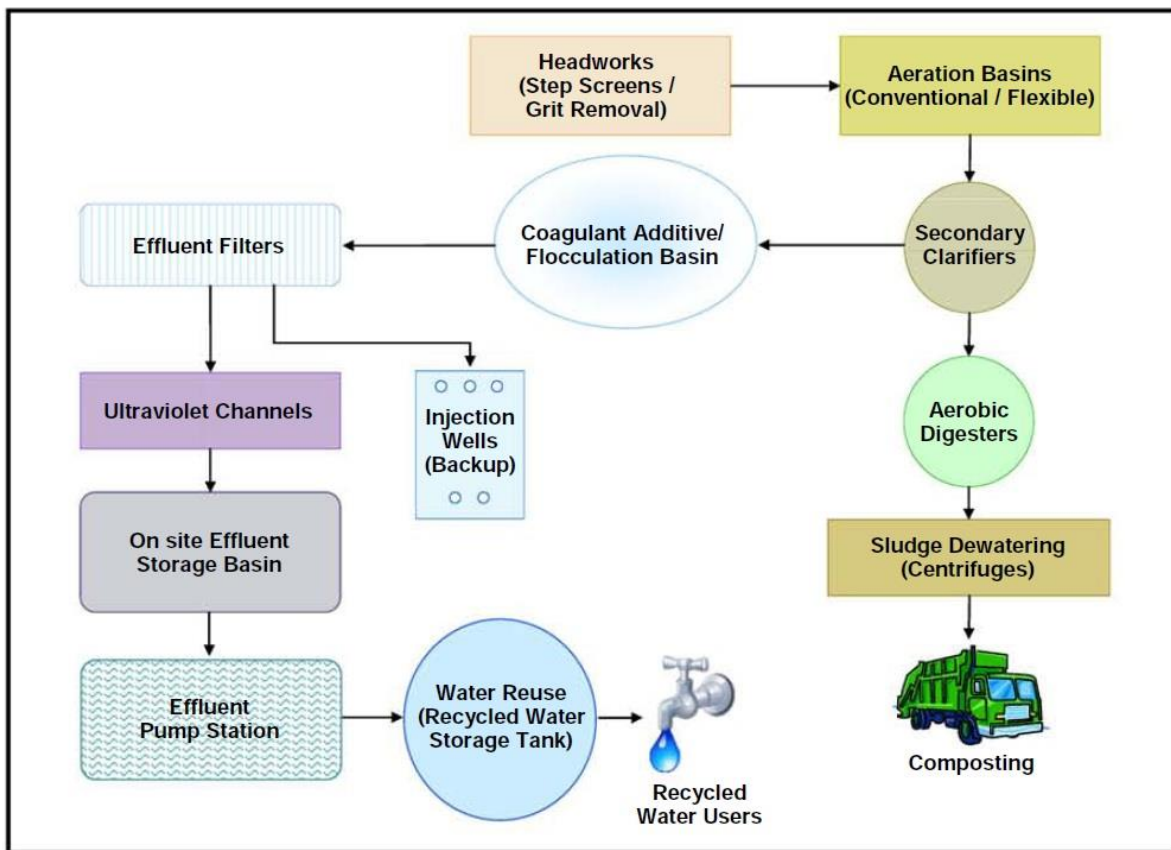 Headworks
(Step Screens /
Grit Removal)
Aeration Basins
(Conventional / Flexible)
Secondary
Clarifiers
Coagulant Additive/
Flocculation Basin
Effluent Filters
Ultraviolet Channels
Injection
Wells
(Backup)
Aerobic
Digesters
On site Effluent
Storage Basin
Sludge Dewatering
(Centrifuges)
Effluent
Pump Station
Water Reuse
(Recycled Water
Storage Tank)
Recycled
Water Users
Composting